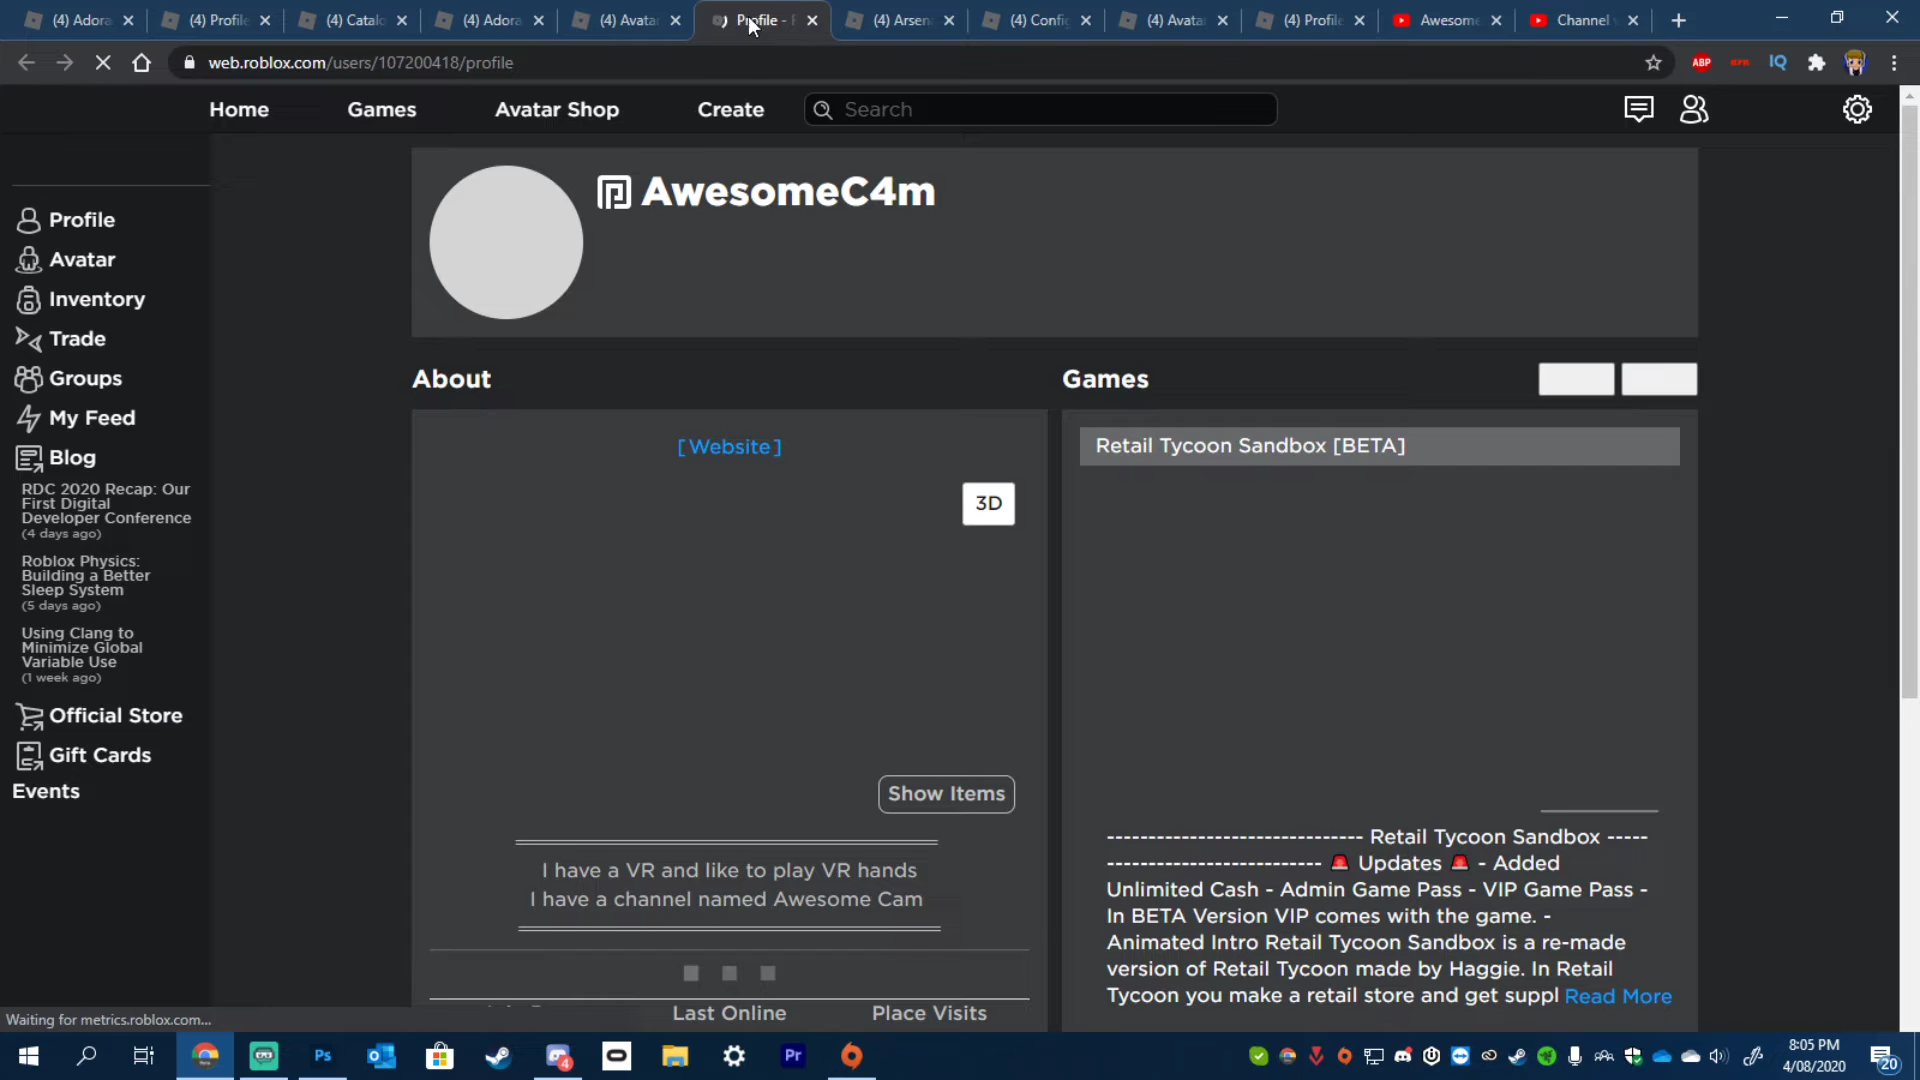 (4) Adora
(4) Profile
(4) Catalo
(4) Adora
(4) Avatar
Profile -
(4) Arsen
(4) Config
(4) Avata
(4) Profile
Awesome
Channel
web.roblox.com/users/107200418/profile
ABP
IQ
Home
Games
Avatar Shop
Create
Search
Profile
Avatar
Inventory
Trade
Groups
My Feed
Blog
RDC 2020 Recap: Our
First Digital
Developer Conference
(4 days ago)
Roblox Physics:
Building a Better
Sleep System
(5 days ago)
Using Clang to
Minimize Global
Variable Use
(1 week ago)
Official Store
Gift Cards
Events
AwesomeC4m
About
[Website]
3D
Show Items
I have a VR and like to play VR hands
I have a channel named Awesome Cam
Last Online
Place Visits
Games
Retail Tycoon Sandbox [BETA]
------------------------------- Retail Tycoon Sandbox -----
-------------------------- 🚨 Updates 🚨 - Added
Unlimited Cash - Admin Game Pass - VIP Game Pass -
In BETA Version VIP comes with the game. -
Animated Intro Retail Tycoon Sandbox is a re-made
version of Retail Tycoon made by Haggie. In Retail
Tycoon you make a retail store and get suppl Read More
Waiting for metrics.roblox.com...
Ps
4
Pr
8:05 PM
4/08/2020
20